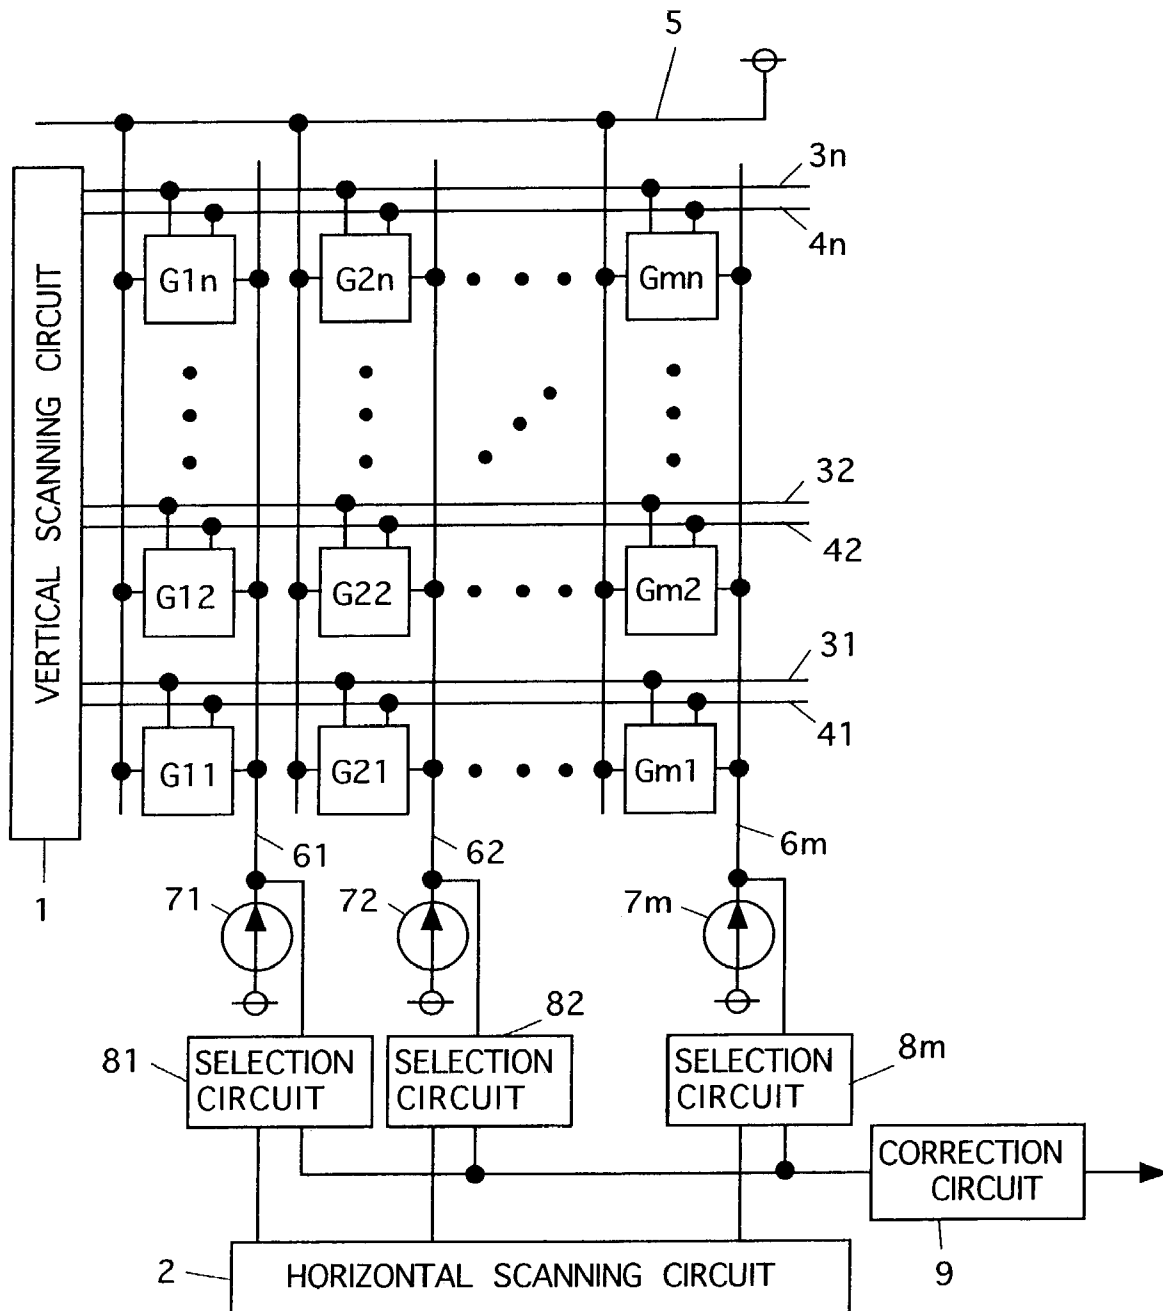 5
3n
4n
G1n G2n Gmn
VERTICAL SCANNING CIRCUIT
32
42
G12 G22 Gm2
31
41
G11 G21 Gm1
61 62 6m
1 71 72 7m
82
81 8m
SELECTION CIRCUIT
SELECTION CIRCUIT
SELECTION CIRCUIT
CORRECTION CIRCUIT
2 9
HORIZONTAL SCANNING CIRCUIT